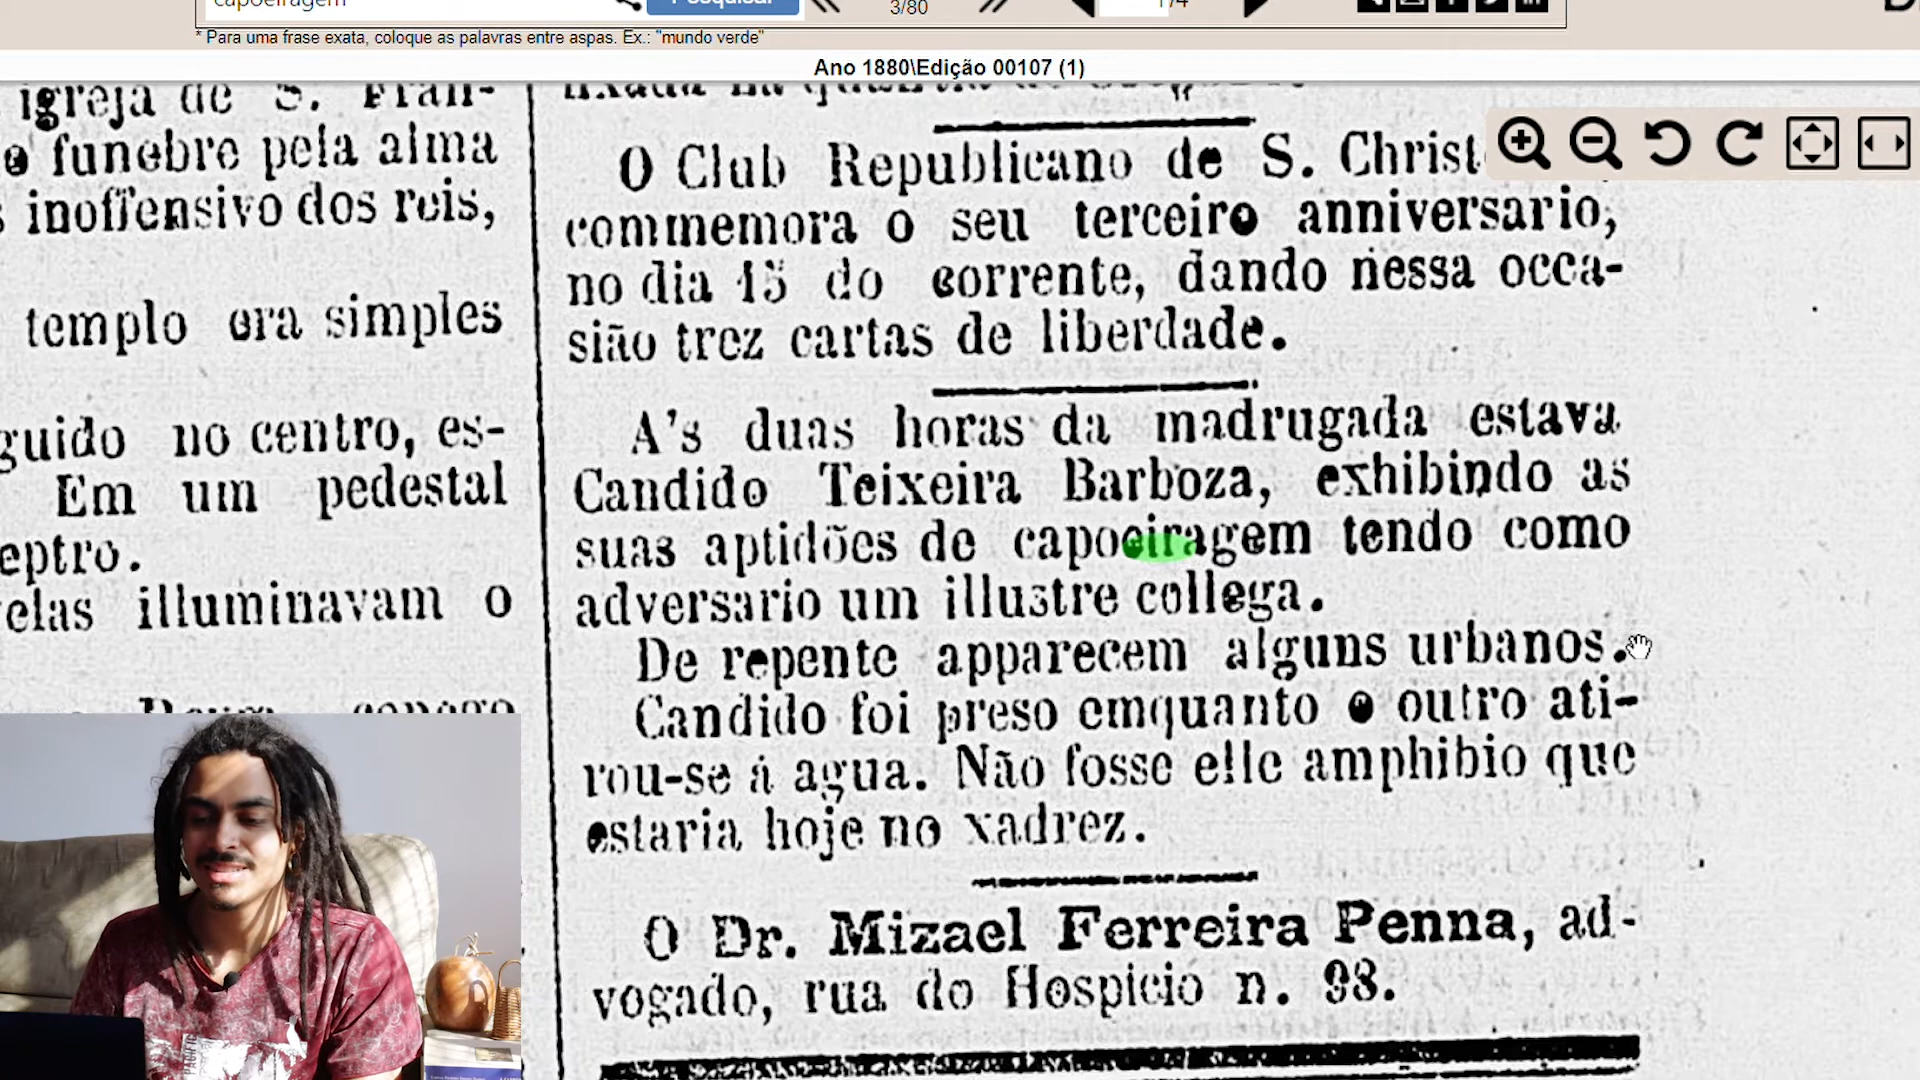 capoeiragem
Pesquisar
3/80
/4
* Para uma frase exata, coloque as palavras entre aspas. Ex.: "mundo verde"
Ano 1880\Edição 00107 (1)
igreja de S. Fran-
o funebre pela alma
s inoffensivo dos reis,
templo era simples
guido no centro, es-
Em um pedestal
eptro.
elas illuminavam o
O Club Republicano de S. Christ
commemora o seu terceiro anniversario,
no dia 15 do corrente, dando nessa occa-
sião trez cartas de liberdade.
A's duas horas da madrugada estava
Candido Teixeira Barboza, exhibindo as
suas aptidões de capoeiragem tendo como
adversario um illustre collega.
De repente apparecem alguns urbanos.
Candido foi preso emquanto o outro ati-
rou-se á agua. Não fosse elle amphibio que
estaria hoje no xadrez.
O Dr. Mizael Ferreira Penna, ad-
vogado, rua do Hospicio n. 98.